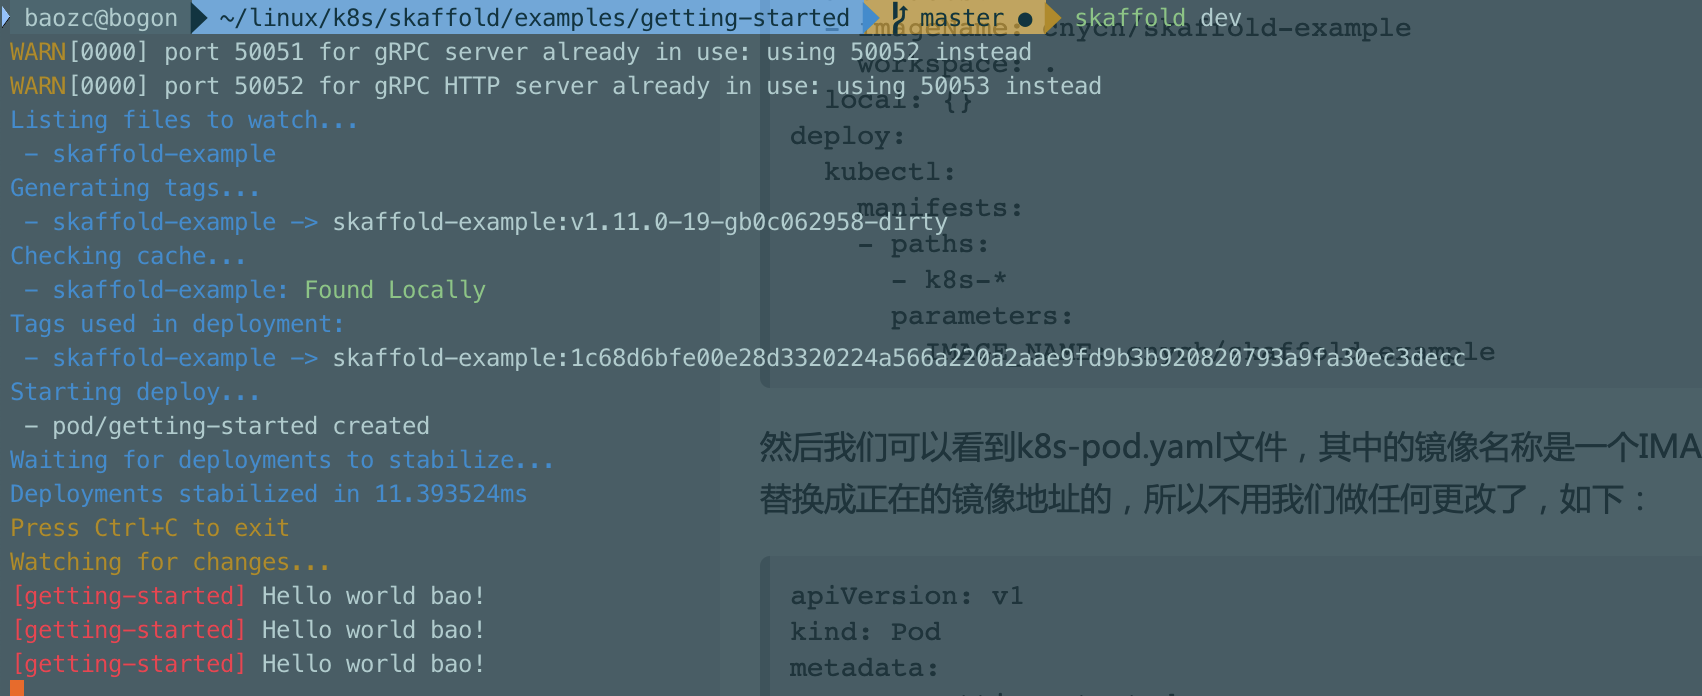 baozc@bogon ~/linux/k8s/skaffold/examples/getting-started master ● skaffold dev
WARN[0000] port 50051 for gRPC server already in use: using 50052 instead
WARN[0000] port 50052 for gRPC HTTP server already in use: using 50053 instead
Listing files to watch...
 - skaffold-example
Generating tags...
 - skaffold-example -> skaffold-example:v1.11.0-19-gb0c062958-dirty
Checking cache...
 - skaffold-example: Found Locally
Tags used in deployment:
 - skaffold-example -> skaffold-example:1c68d6bfe00e28d3320224a566a220a2aae9fd9b3b920820793a9fa30ec3decc
Starting deploy...
 - pod/getting-started created
Waiting for deployments to stabilize...
Deployments stabilized in 11.393524ms
Press Ctrl+C to exit
Watching for changes...
[getting-started] Hello world bao!
[getting-started] Hello world bao!
[getting-started] Hello world bao!
- imageName: cnych/skaffold-example
workspace: .
local: {}
deploy:
kubectl:
manifests:
- paths:
- k8s-*
parameters:
IMAGE_NAME: cnych/skaffold-example
然后我们可以看到k8s-pod.yaml文件，其中的镜像名称是一个IMA
替换成正在的镜像地址的，所以不用我们做任何更改了，如下：
apiVersion: v1
kind: Pod
metadata: